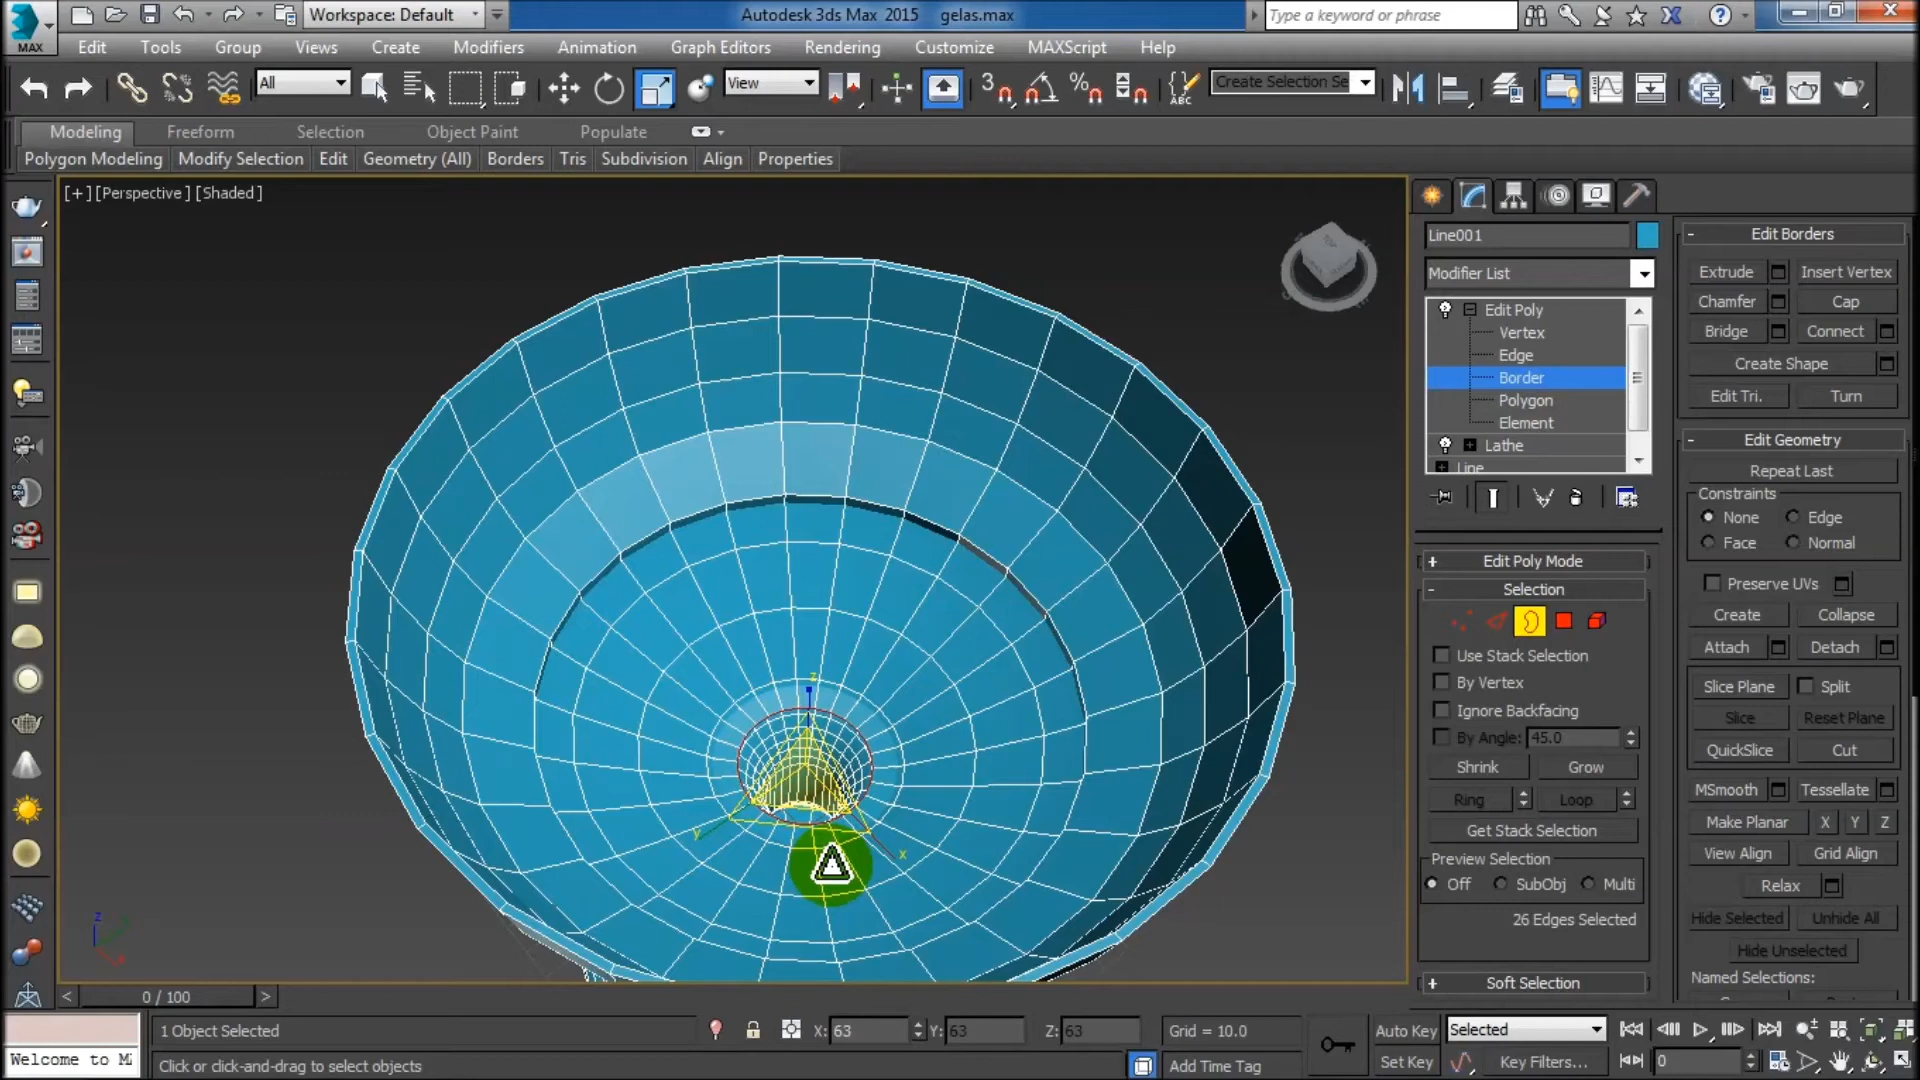 Workspace: Default
Autodesk 3ds Max 2015 gelas.max
Type a keyword or phrase
MAX
Edit Tools Group Views Create Modifiers Animation Graph Editors Rendering Customize MAXScript Help
All
View
3
%
ABC
Create Selection Se
Modeling Freeform Selection Object Paint Populate
Polygon Modeling Modify Selection Edit Geometry (All) Borders Tris Subdivision Align Properties
[+][Perspective][Shaded]
Line001
Modifier List
Edit Poly
Vertex
Edge
Border
Polygon
Element
Lathe
Line
+ Edit Poly Mode
- Selection
Use Stack Selection
By Vertex
Ignore Backfacing
By Angle: 45.0
Shrink Grow
Ring Loop
Get Stack Selection
Preview Selection
Off SubObj Multi
26 Edges Selected
+ Soft Selection
- Edit Borders
Extrude Insert Vertex
Chamfer Cap
Bridge Connect
Create Shape
Edit Tri. Turn
- Edit Geometry
Repeat Last
Constraints
None Edge
Face Normal
Preserve UVs
Create Collapse
Attach Detach
Slice Plane Split
Slice Reset Plane
QuickSlice Cut
MSmooth Tessellate
Make Planar X Y Z
View Align Grid Align
Relax
Hide Selected Unhide All
Hide Unselected
Named Selections:
z
y
x
z
< 0 / 100 >
1 Object Selected
X: 63 Y: 63 Z: 63
Grid = 10.0
Auto Key Selected
Welcome to M
Click or click-and-drag to select objects
Add Time Tag
Set Key Key Filters... 0